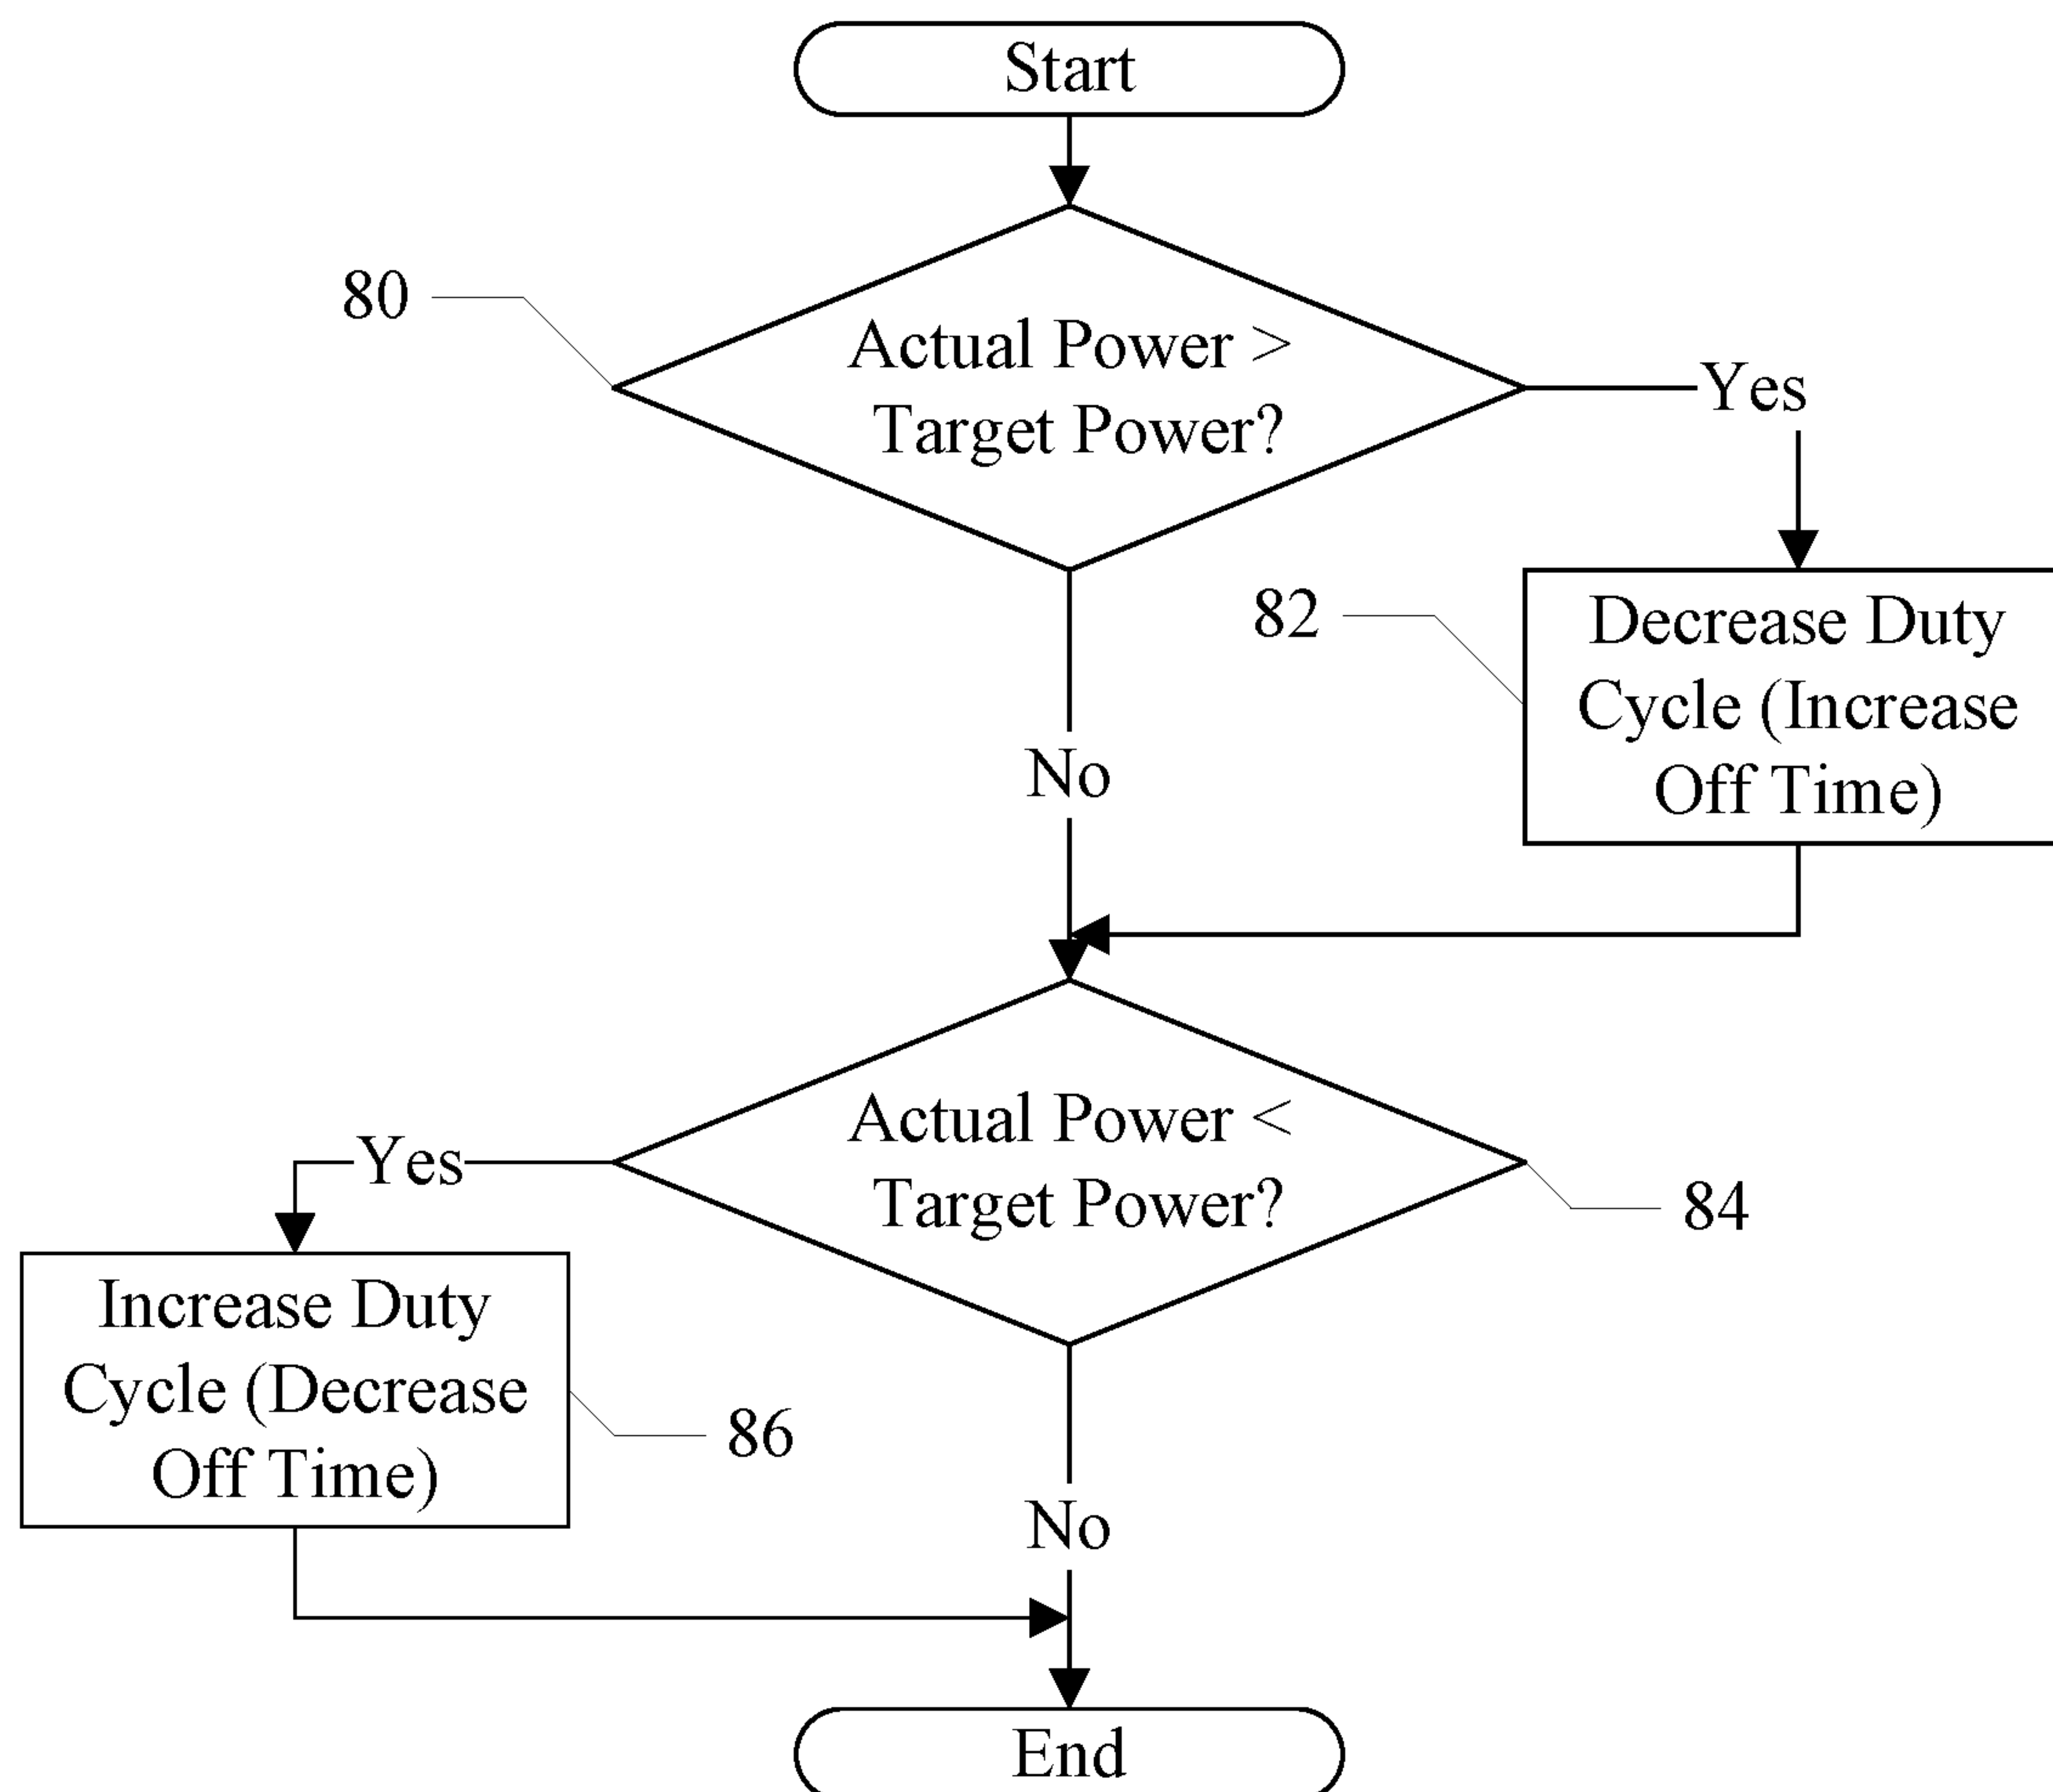 Start
80
Actual Power >
Target Power?
Yes
82
Decrease Duty
Cycle (Increase
Off Time)
No
Actual Power <
Target Power?
Yes
84
Increase Duty
Cycle (Decrease
Off Time)
86
No
End